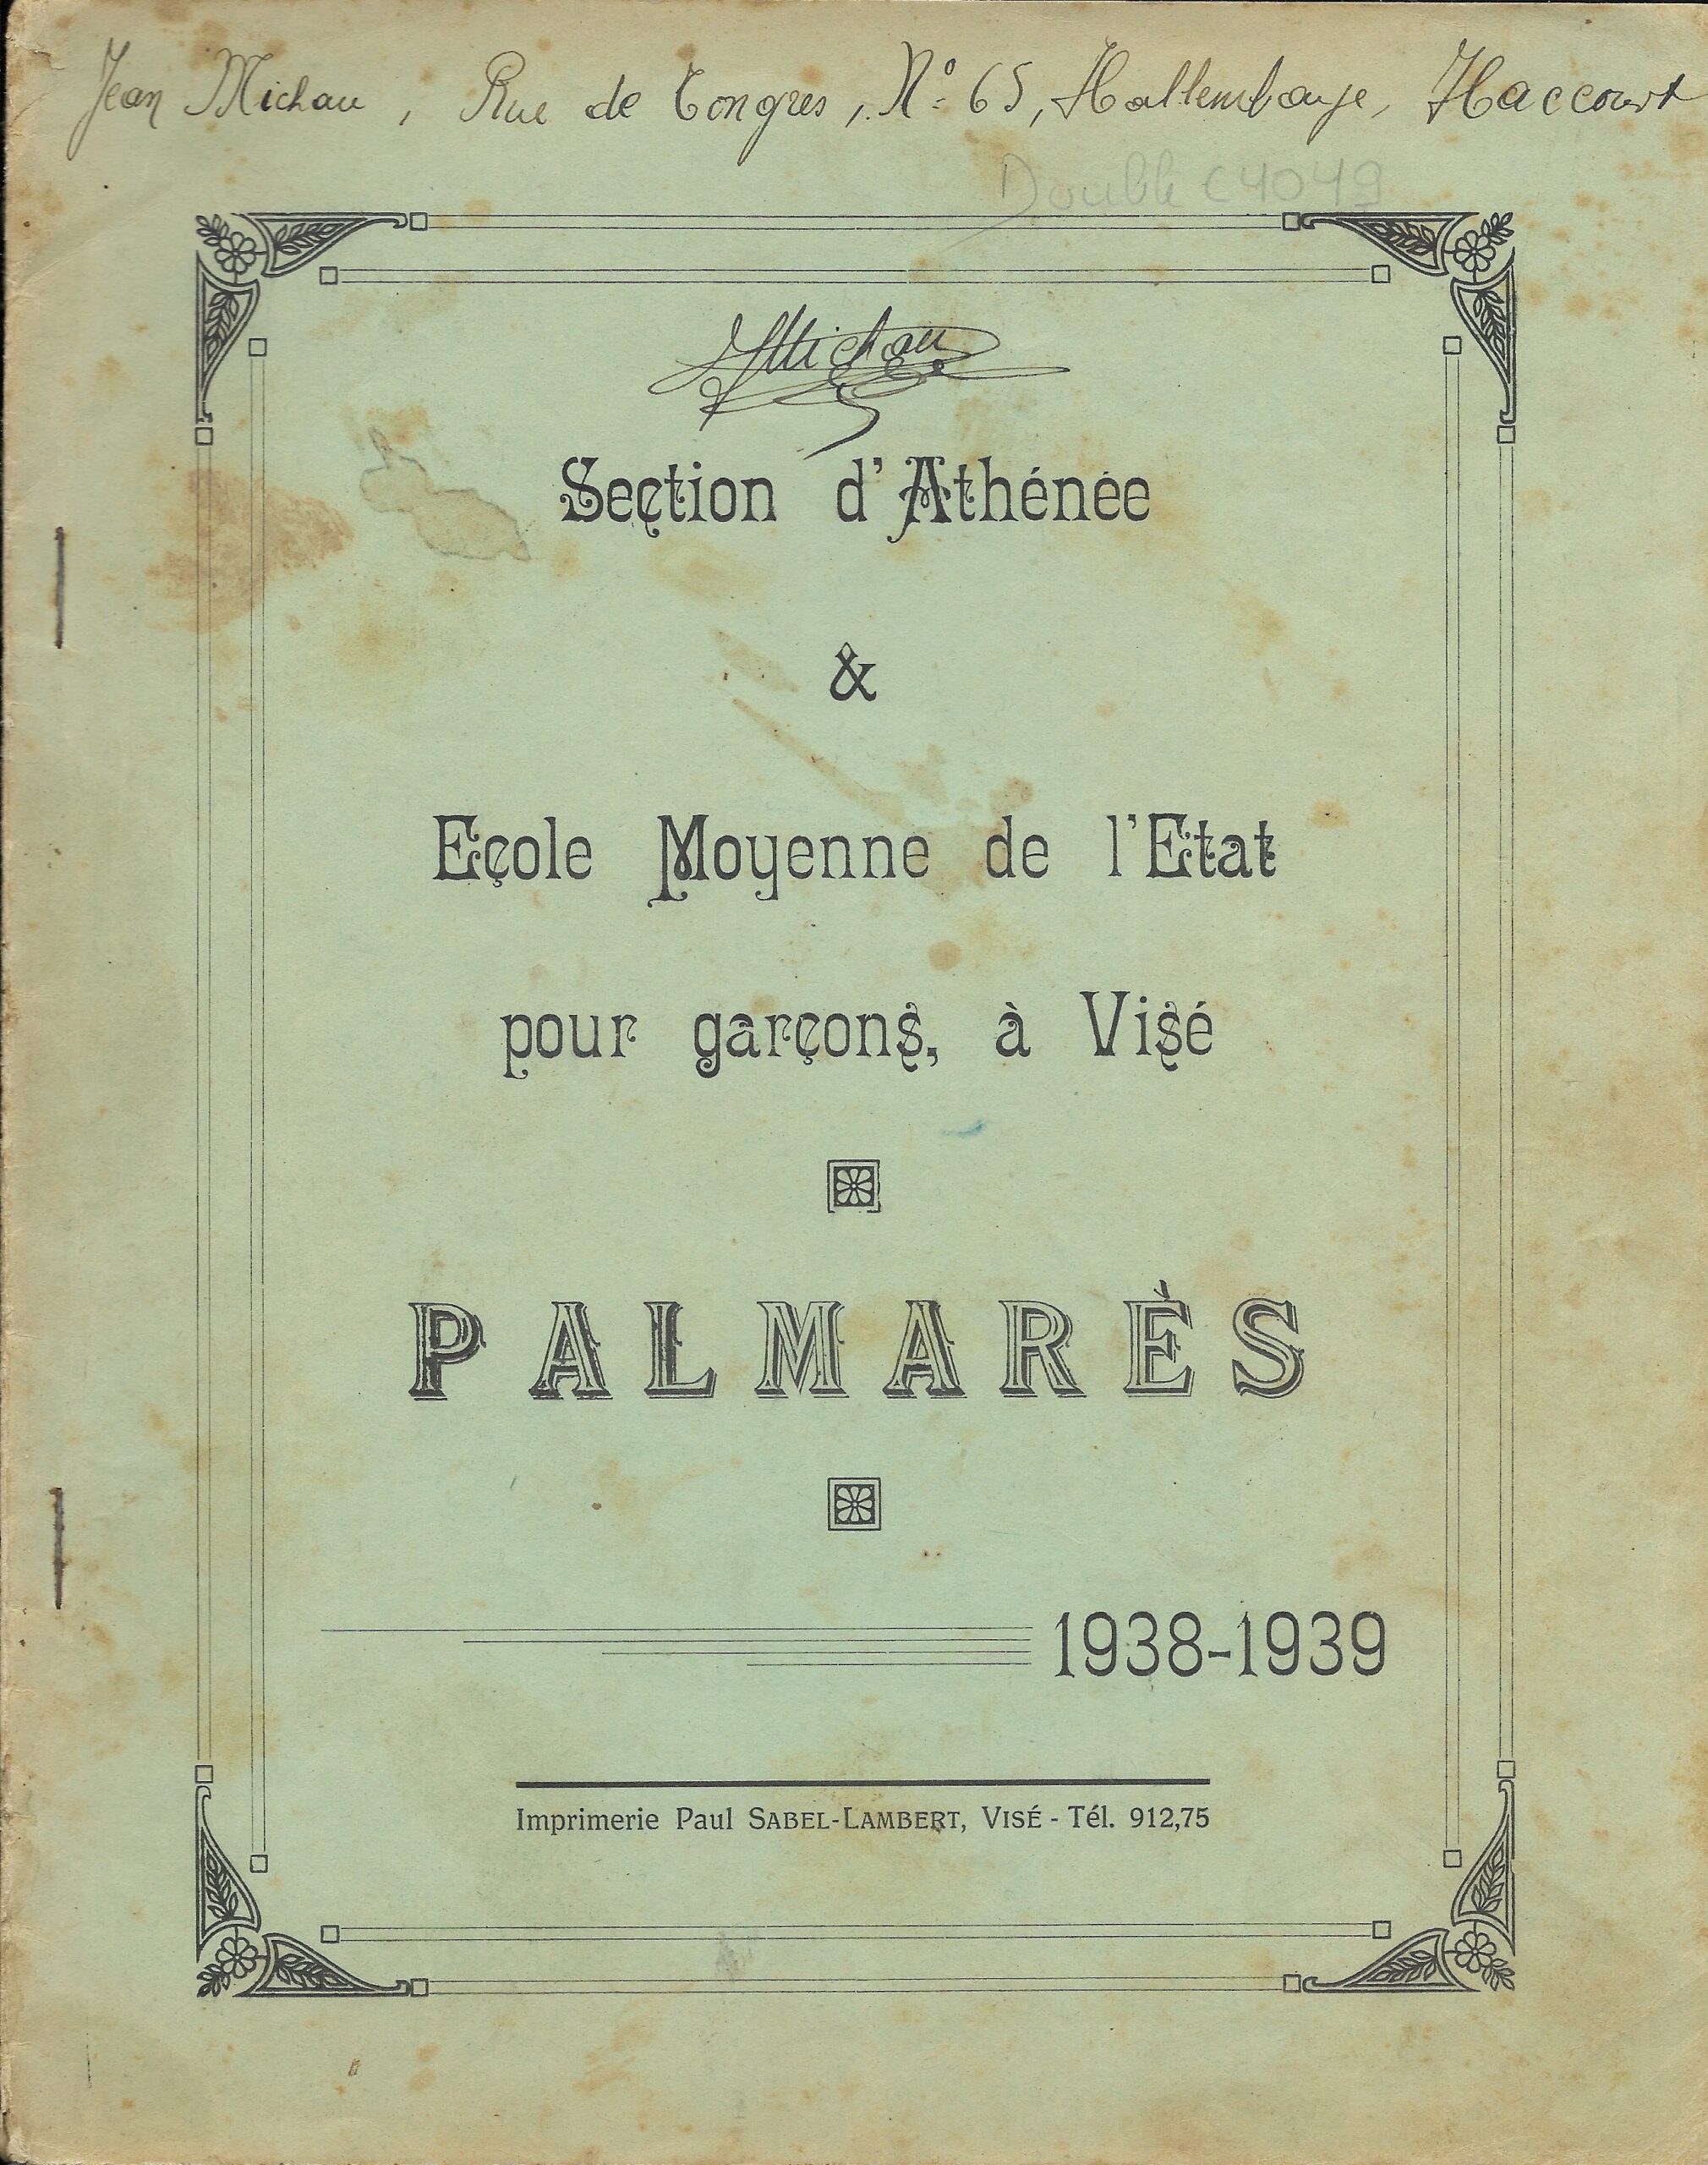 Jean Michau, Rue de Tongres, N° 65, Hallembaye, Haccourt
Double C4049
JMichau
Section d'Athénée
&
Ecole Moyenne de l'Etat
pour garçons, à Visé
PALMARÈS
1938-1939
Imprimerie Paul SABEL-LAMBERT, VISÉ - Tél. 912,75